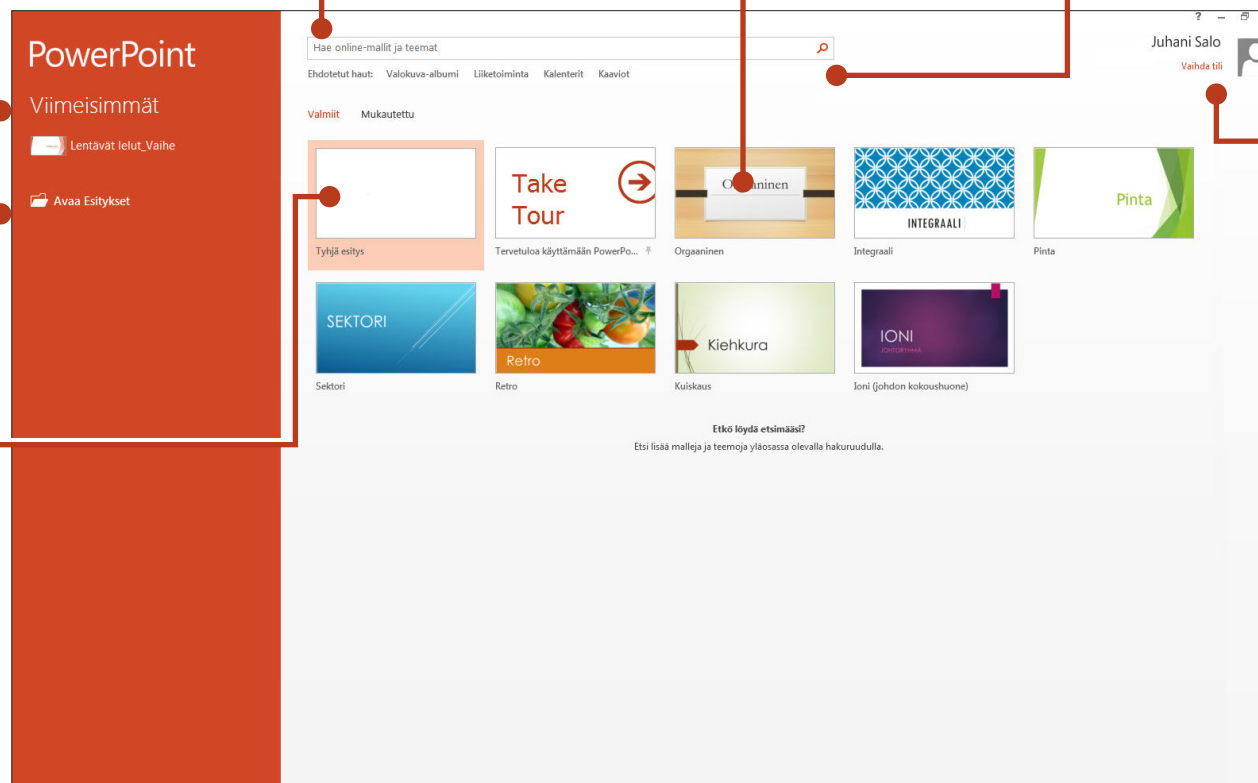 PowerPoint
Viimeisimmät
Lentävät lelut_Vaihe
Avaa Esitykset
?
Juhani Salo
Vaihda tili
Hae online-mallit ja teemat
Ehdotetut haut: Valokuva-albumi Liiketoiminta Kalenterit Kaaviot
Valmiit Mukautettu
Take
Tour
INTEGRAALI
Pinta
Tyhjä esitys
Tervetuloa käyttämään PowerPo...
Orgaaninen
Integraali
Pinta
SEKTORI
Retro
Kiehkura
IONI
Sektori
Retro
Kuiskaus
Ioni (johdon kokoushuone)
Etkö löydä etsimääsi?
Etsi lisää malleja ja teemoja yläosassa olevalla hakuruudulla.